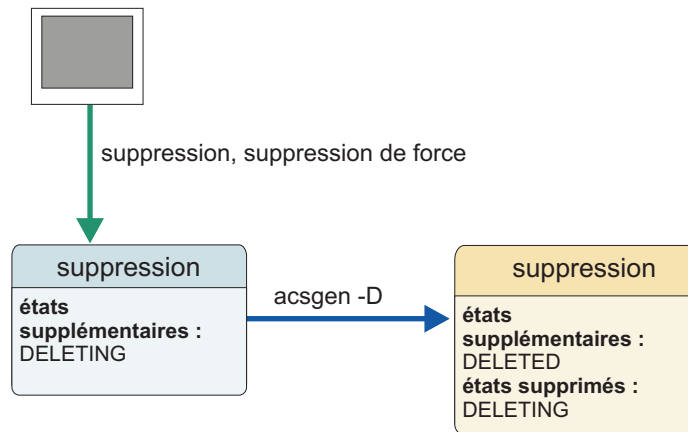 suppression, suppression de force
suppression
états
supplémentaires :
DELETING
acsgen -D
suppression
états
supplémentaires :
DELETED
états supprimés :
DELETING